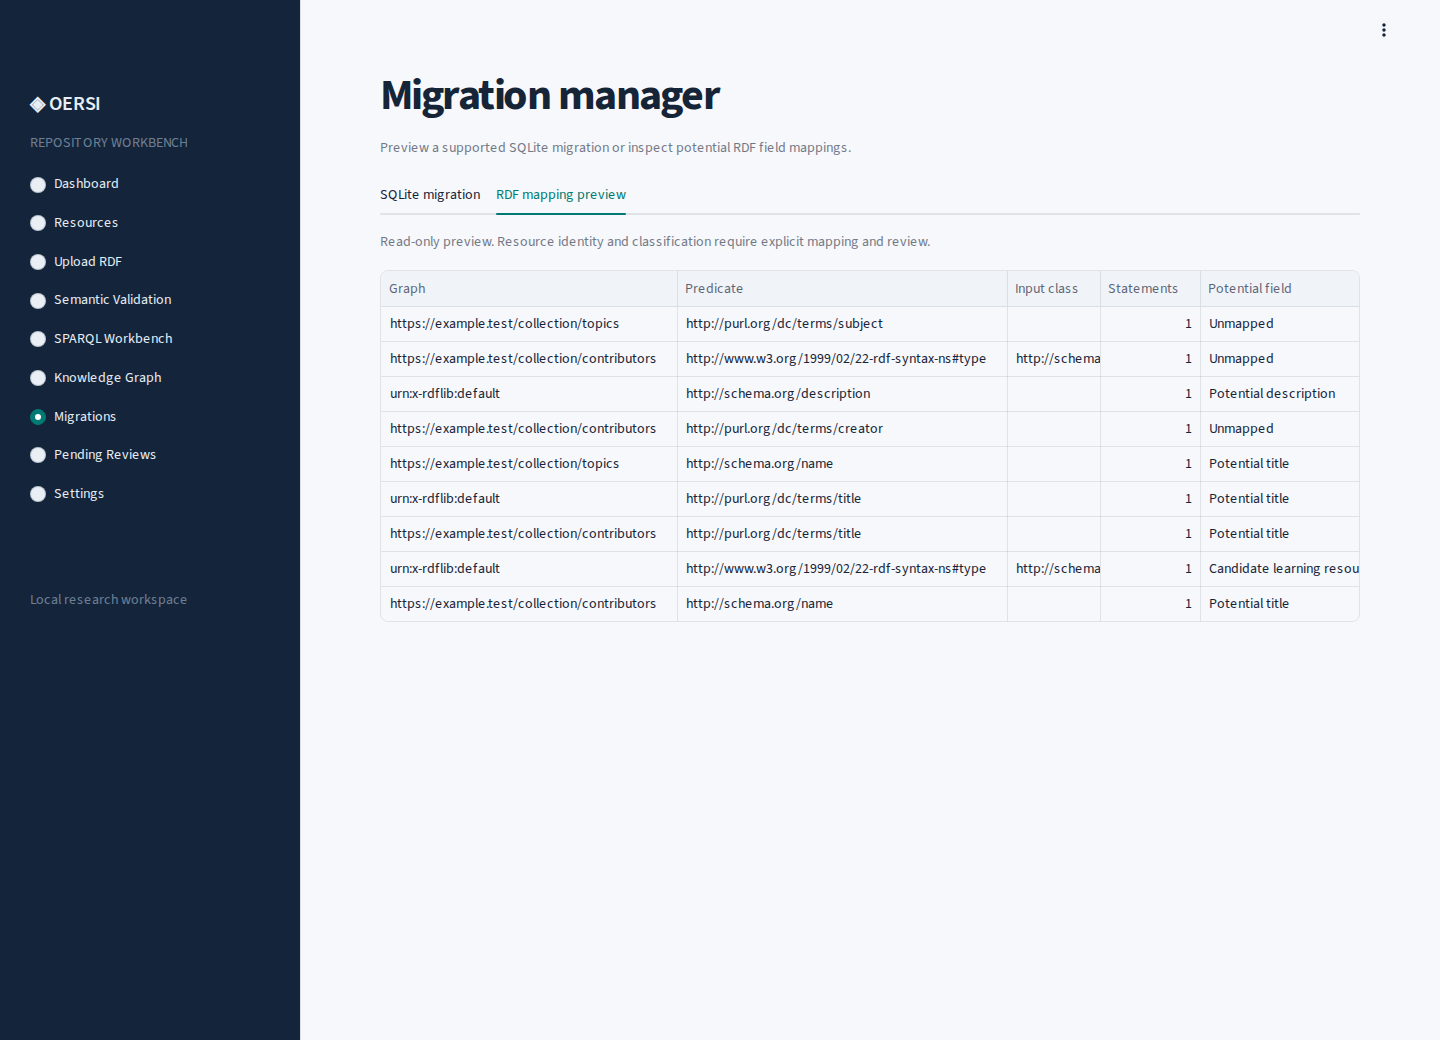 ◈ OERSI
REPOSITORY WORKBENCH
Dashboard
Resources
Upload RDF
Semantic Validation
SPARQL Workbench
Knowledge Graph
Migrations
Pending Reviews
Settings
Local research workspace
Migration manager
Preview a supported SQLite migration or inspect potential RDF field mappings.
SQLite migration RDF mapping preview
Read-only preview. Resource identity and classification require explicit mapping and review.
Graph Predicate Input class Statements Potential field
https://example.test/collection/topics http://purl.org/dc/terms/subject 1 Unmapped
https://example.test/collection/contributors http://www.w3.org/1999/02/22-rdf-syntax-ns#type http://schema 1 Unmapped
urn:x-rdflib:default http://schema.org/description 1 Potential description
https://example.test/collection/contributors http://purl.org/dc/terms/creator 1 Unmapped
https://example.test/collection/topics http://schema.org/name 1 Potential title
urn:x-rdflib:default http://purl.org/dc/terms/title 1 Potential title
https://example.test/collection/contributors http://purl.org/dc/terms/title 1 Potential title
urn:x-rdflib:default http://www.w3.org/1999/02/22-rdf-syntax-ns#type http://schema 1 Candidate learning resou
https://example.test/collection/contributors http://schema.org/name 1 Potential title